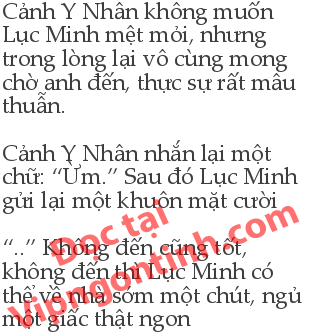 Cảnh Y Nhân không muốn
Lục Minh mệt mỏi, nhưng
trong lòng lại vô cùng mong
chờ anh đến, thực sự rất mâu
thuẫn.

Cảnh Y Nhân nhắn lại một
chữ: “Ừm.” Sau đó Lục Minh
gửi lại một khuôn mặt cười

“..” Không đến cũng tốt,
không đến thì Lục Minh có
thể về nhà sớm một chút, ngủ
một giấc thật ngon
Đọc tại
Vipngontinh.com